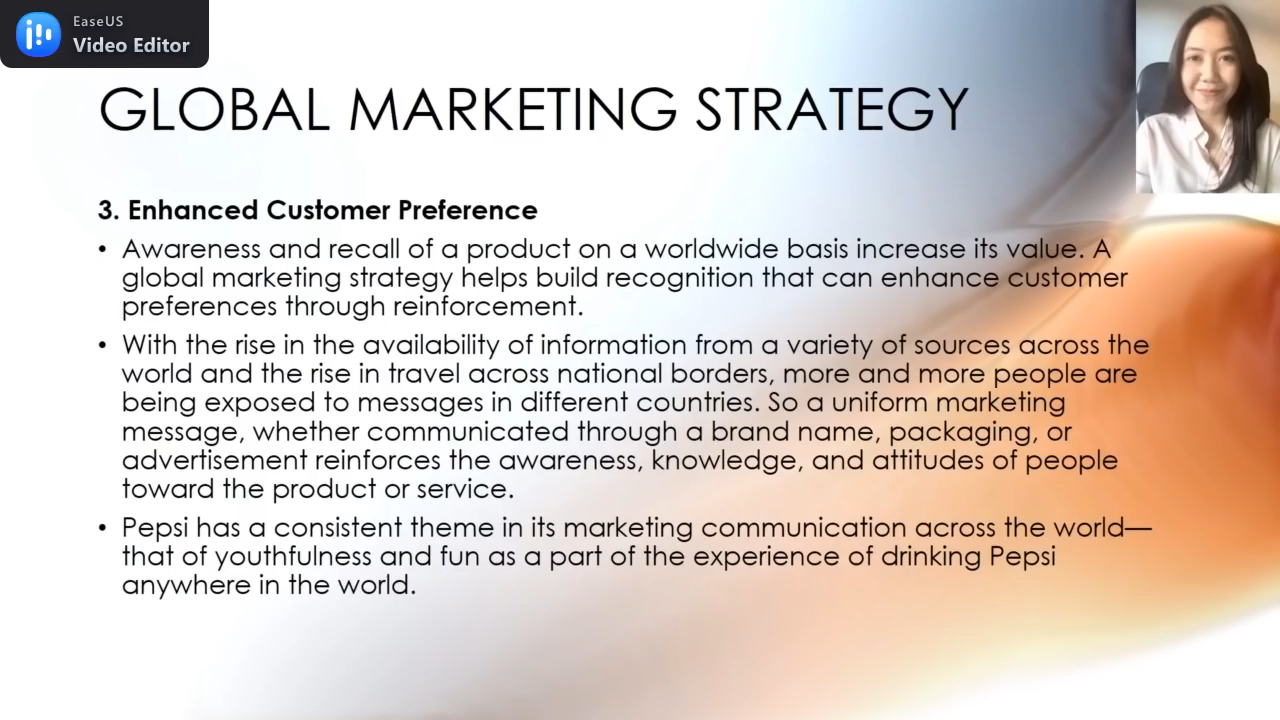 EaseUS
Video Editor
GLOBAL MARKETING STRATEGY
3. Enhanced Customer Preference
• Awareness and recall of a product on a worldwide basis increase its value. A
global marketing strategy helps build recognition that can enhance customer
preferences through reinforcement.
• With the rise in the availability of information from a variety of sources across the
world and the rise in travel across national borders, more and more people are
being exposed to messages in different countries. So a uniform marketing
message, whether communicated through a brand name, packaging, or
advertisement reinforces the awareness, knowledge, and attitudes of people
toward the product or service.
• Pepsi has a consistent theme in its marketing communication across the world—
that of youthfulness and fun as a part of the experience of drinking Pepsi
anywhere in the world.